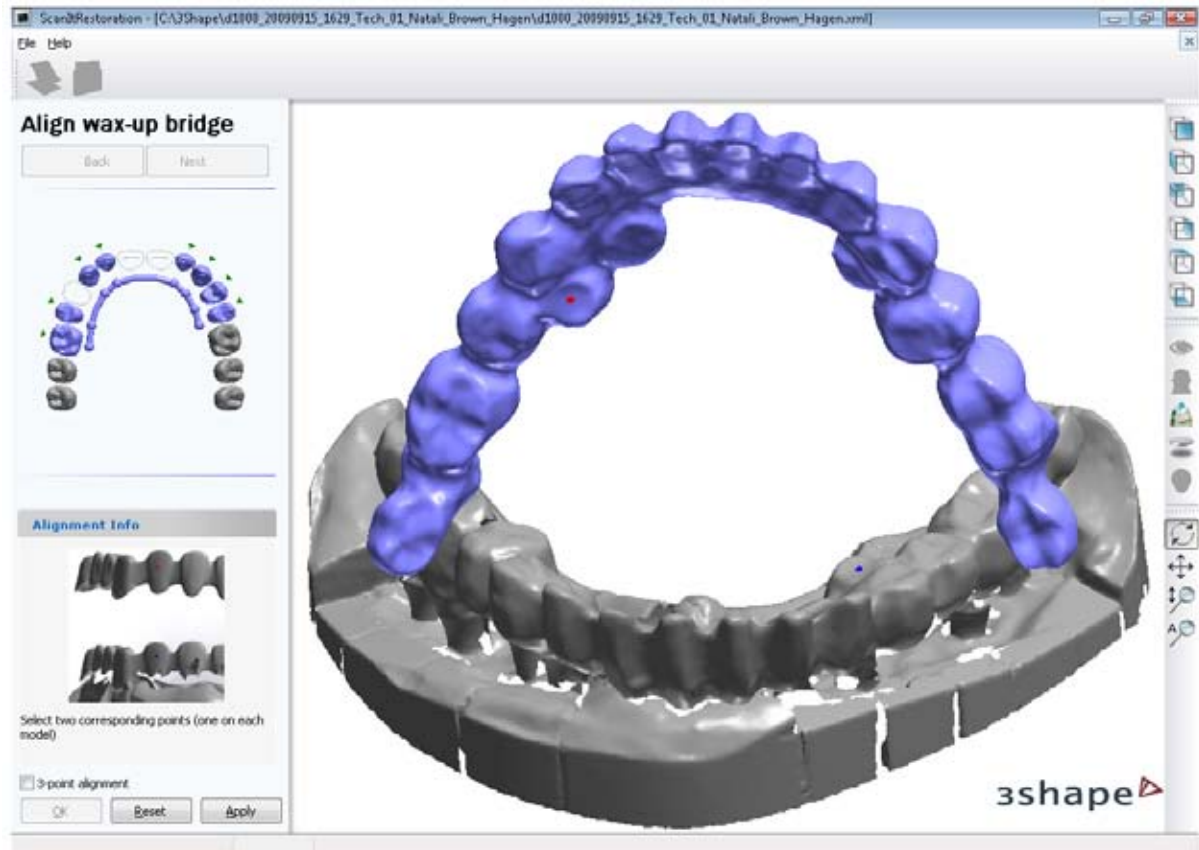 ScanItRestoration - [C:\3Shape\d1000_20090915_1629_Tech_01_Natali_Brown_Hagen\d1000_20090915_1629_Tech_01_Natali_Brown_Hagen.xml]
File Help
Align wax-up bridge
Back Next
Alignment Info
Select two corresponding points (one on each
model)
3-point alignment
OK Reset Apply
3shape
A